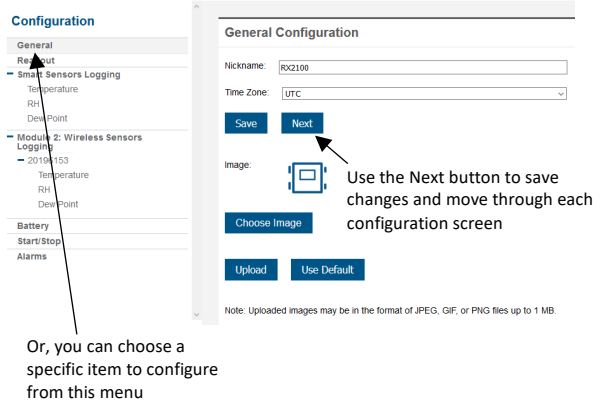 Configuration
General
Readout
Smart Sensors Logging
Temperature
RH
Dew Point
Module 2: Wireless Sensors
Logging
20196153
Temperature
RH
Dew Point
Battery
Start/Stop
Alarms
General Configuration
Nickname: RX2100
Time Zone: UTC
Save Next
Image:
Use the Next button to save
changes and move through each
configuration screen
Choose Image
Upload Use Default
Note: Uploaded images may be in the format of JPEG, GIF, or PNG files up to 1 MB.
Or, you can choose a
specific item to configure
from this menu